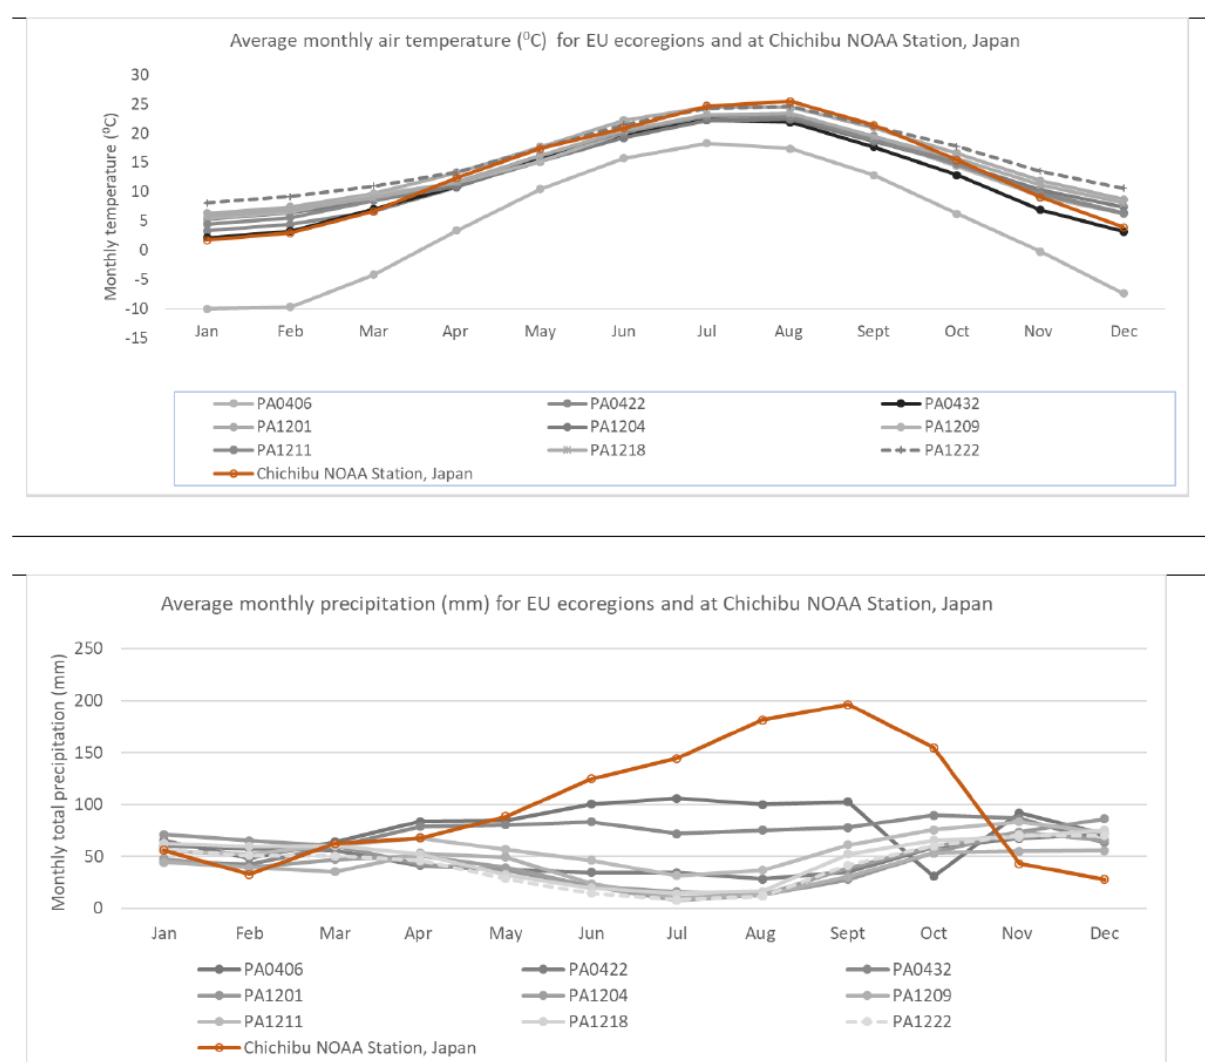 Average monthly air temperature (⁰C) for EU ecoregions and at Chichibu NOAA Station, Japan
Monthly temperature (⁰C)
30
25
20
15
10
5
0
-5
-10
-15
Jan Feb Mar Apr May Jun Jul Aug Sept Oct Nov Dec
PA0406 PA0422 PA0432
PA1201 PA1204 PA1209
PA1211 PA1218 PA1222
Chichibu NOAA Station, Japan
Average monthly precipitation (mm) for EU ecoregions and at Chichibu NOAA Station, Japan
Monthly total precipitation (mm)
250
200
150
100
50
0
Jan Feb Mar Apr May Jun Jul Aug Sept Oct Nov Dec
PA0406 PA0422 PA0432
PA1201 PA1204 PA1209
PA1211 PA1218 PA1222
Chichibu NOAA Station, Japan